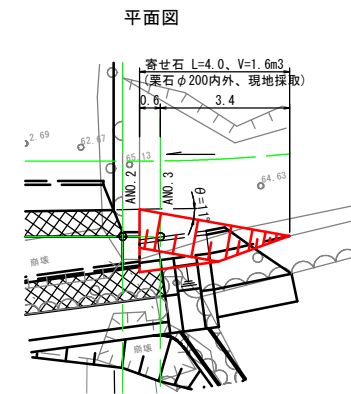 平面図
寄せ石 L=4.0、V=1.6m3
(栗石φ200内外、現地採取)
0.6
3.4
2.69
62.67
65.13
64.63
ANO.2
ANO.3
θ=11°
崩壊
崩壊